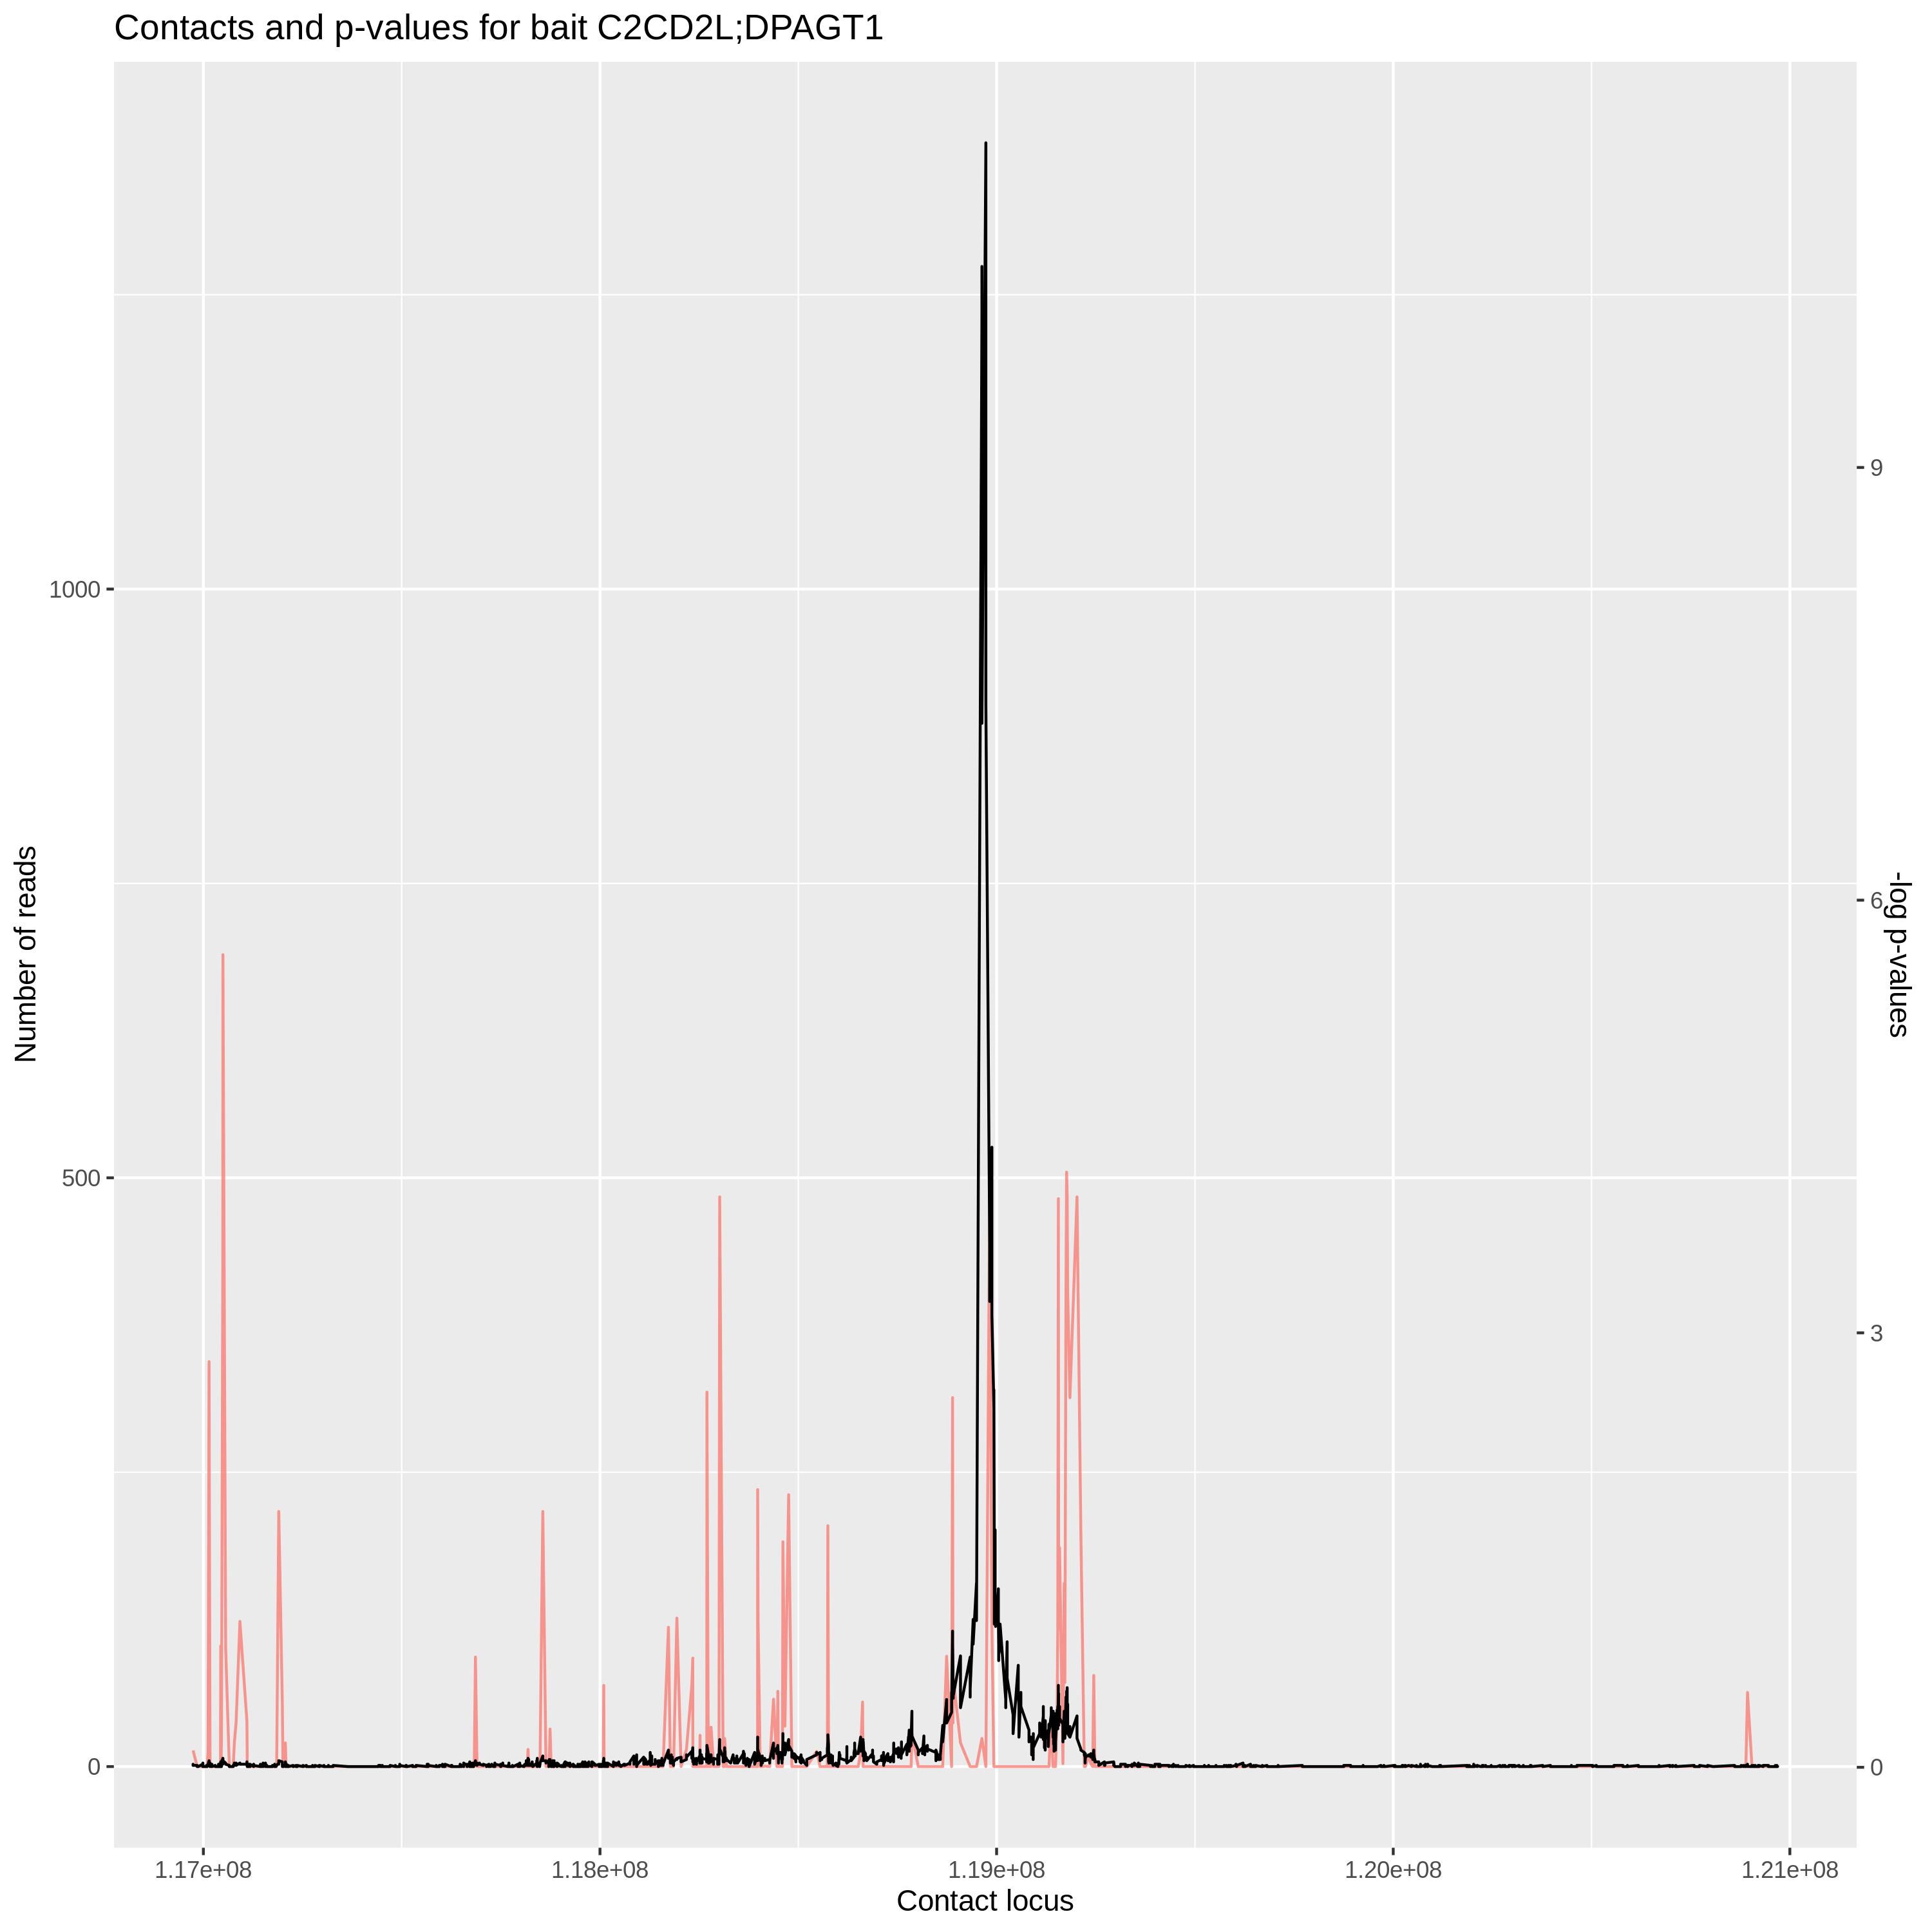 Contacts and p-values for bait C2CD2L;DPAGT1
Number of reads
1000
500
0
9
6
3
0
-log p-values
1.17e+08
1.18e+08
1.19e+08
1.20e+08
1.21e+08
Contact locus